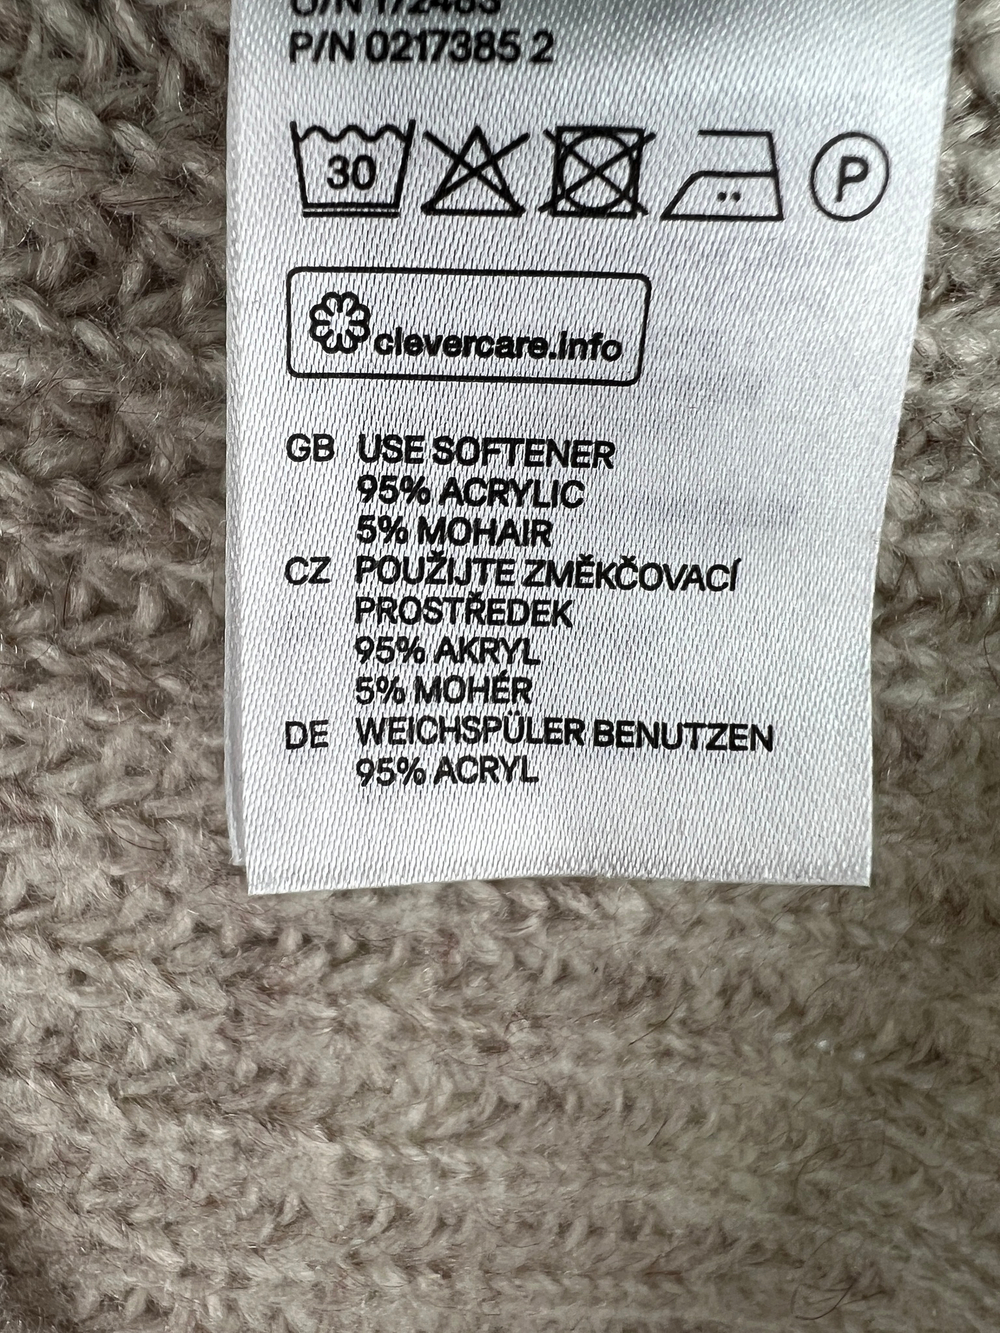 O/N 172483
P/N 0217385 2
30
P
clevercare.info
GB USE SOFTENER
95% ACRYLIC
5% MOHAIR
CZ POUŽIJTE ZMĚKČOVACÍ
PROSTŘEDEK
95% AKRYL
5% MOHÉR
DE WEICHSPÜLER BENUTZEN
95% ACRYL